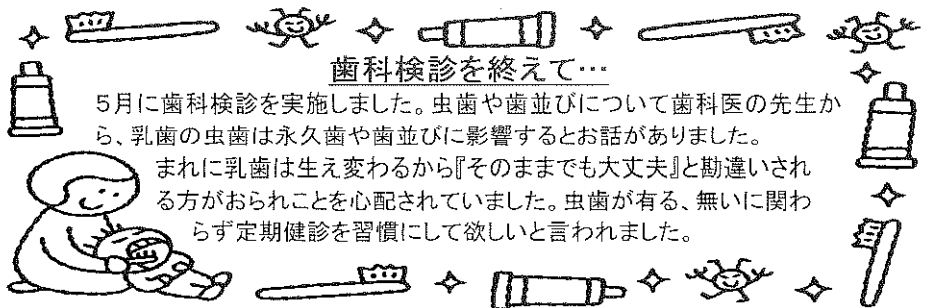 歯科検診を終えて…
5月に歯科検診を実施しました。虫歯や歯並びについて歯科医の先生か
ら、乳歯の虫歯は永久歯や歯並びに影響するとお話がありました。
まれに乳歯は生え変わるから『そのままでも大丈夫』と勘違いされ
る方がおられことを心配されていました。虫歯が有る、無いに関わ
らず定期健診を習慣にして欲しいと言われました。